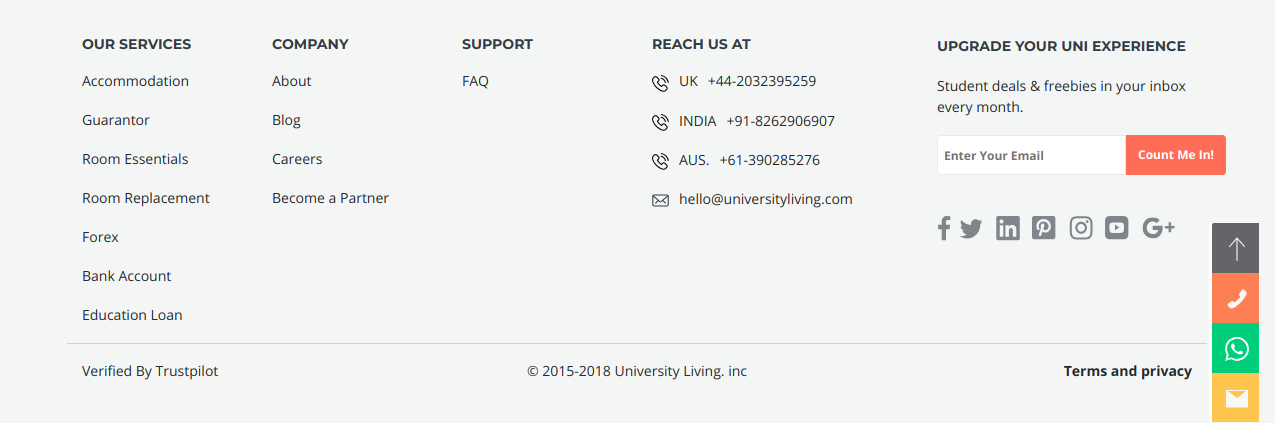 OUR SERVICES
Accommodation
Guarantor
Room Essentials
Room Replacement
Forex
Bank Account
Education Loan
COMPANY
About
Blog
Careers
Become a Partner
SUPPORT
FAQ
REACH US AT
UK +44-2032395259
INDIA +91-8262906907
AUS. +61-390285276
hello@universityliving.com
UPGRADE YOUR UNI EXPERIENCE
Student deals & freebies in your inbox
every month.
Enter Your Email
Count Me In!
Verified By Trustpilot
© 2015-2018 University Living. inc
Terms and privacy